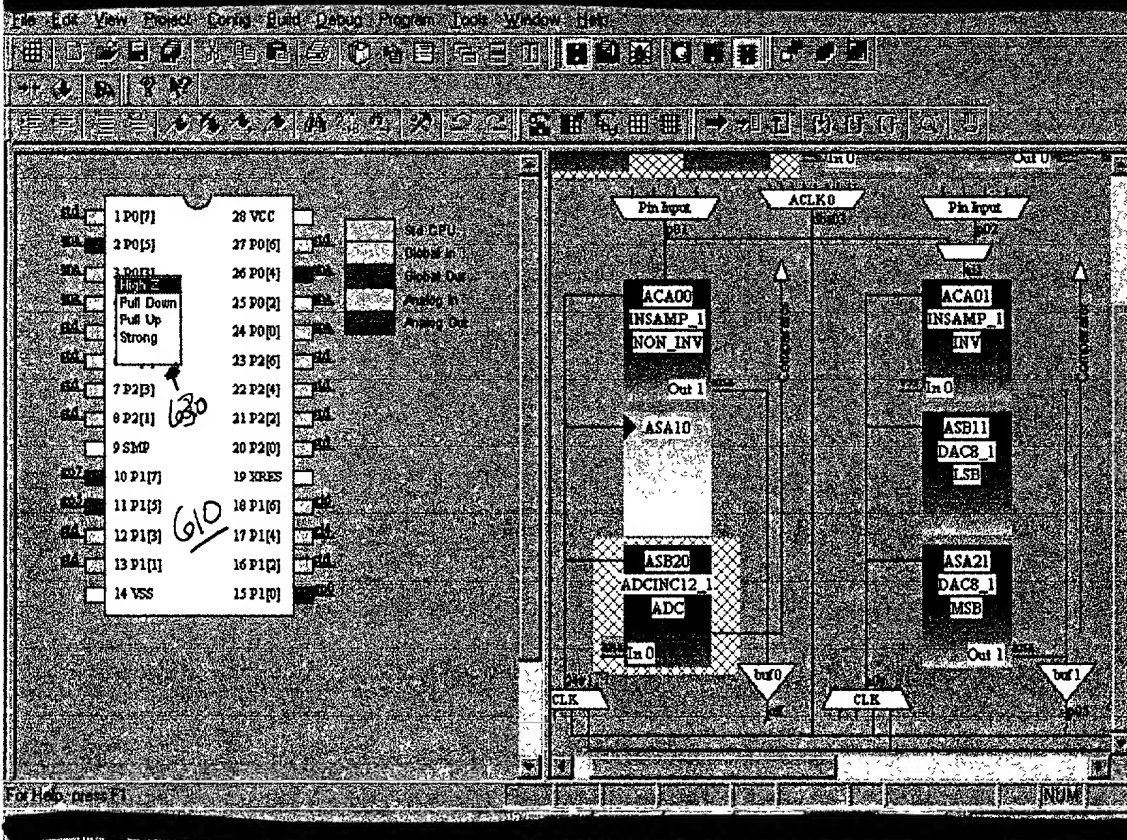 File Edit View Project Config Build Debug Program Tools Window Help
1 P0[7] 28 VCC
2 P0[5] 27 P0[6]
3 P0[3] 26 P0[4]
High Z
Pull Down
Pull Up
Strong
25 P0[2]
24 P0[0]
23 P2[6]
7 P2[3] 22 P2[4]
8 P2[1] 21 P2[2]
9 SMP 20 P2[0]
10 P1[7] 19 XRES
11 P1[5] 18 P1[6]
12 P1[3] 17 P1[4]
13 P1[1] 16 P1[2]
14 VSS 15 P1[0]
630
610
Std CPU
Global In
Global Out
Analog In
Analog Out
In 0
Out 0
Pin Input
ACLK0
Pin Input
ACA00
INSAMP_1
NON_INV
Out 1
ASA10
ASB20
ADCINC12_1
ADC
In 0
buf0
CLK
ACA01
INSAMP_1
INV
In 0
ASB11
DAC8_1
LSB
ASA21
DAC8_1
MSB
Out 1
buf1
CLK
For Help, press F1
NUM